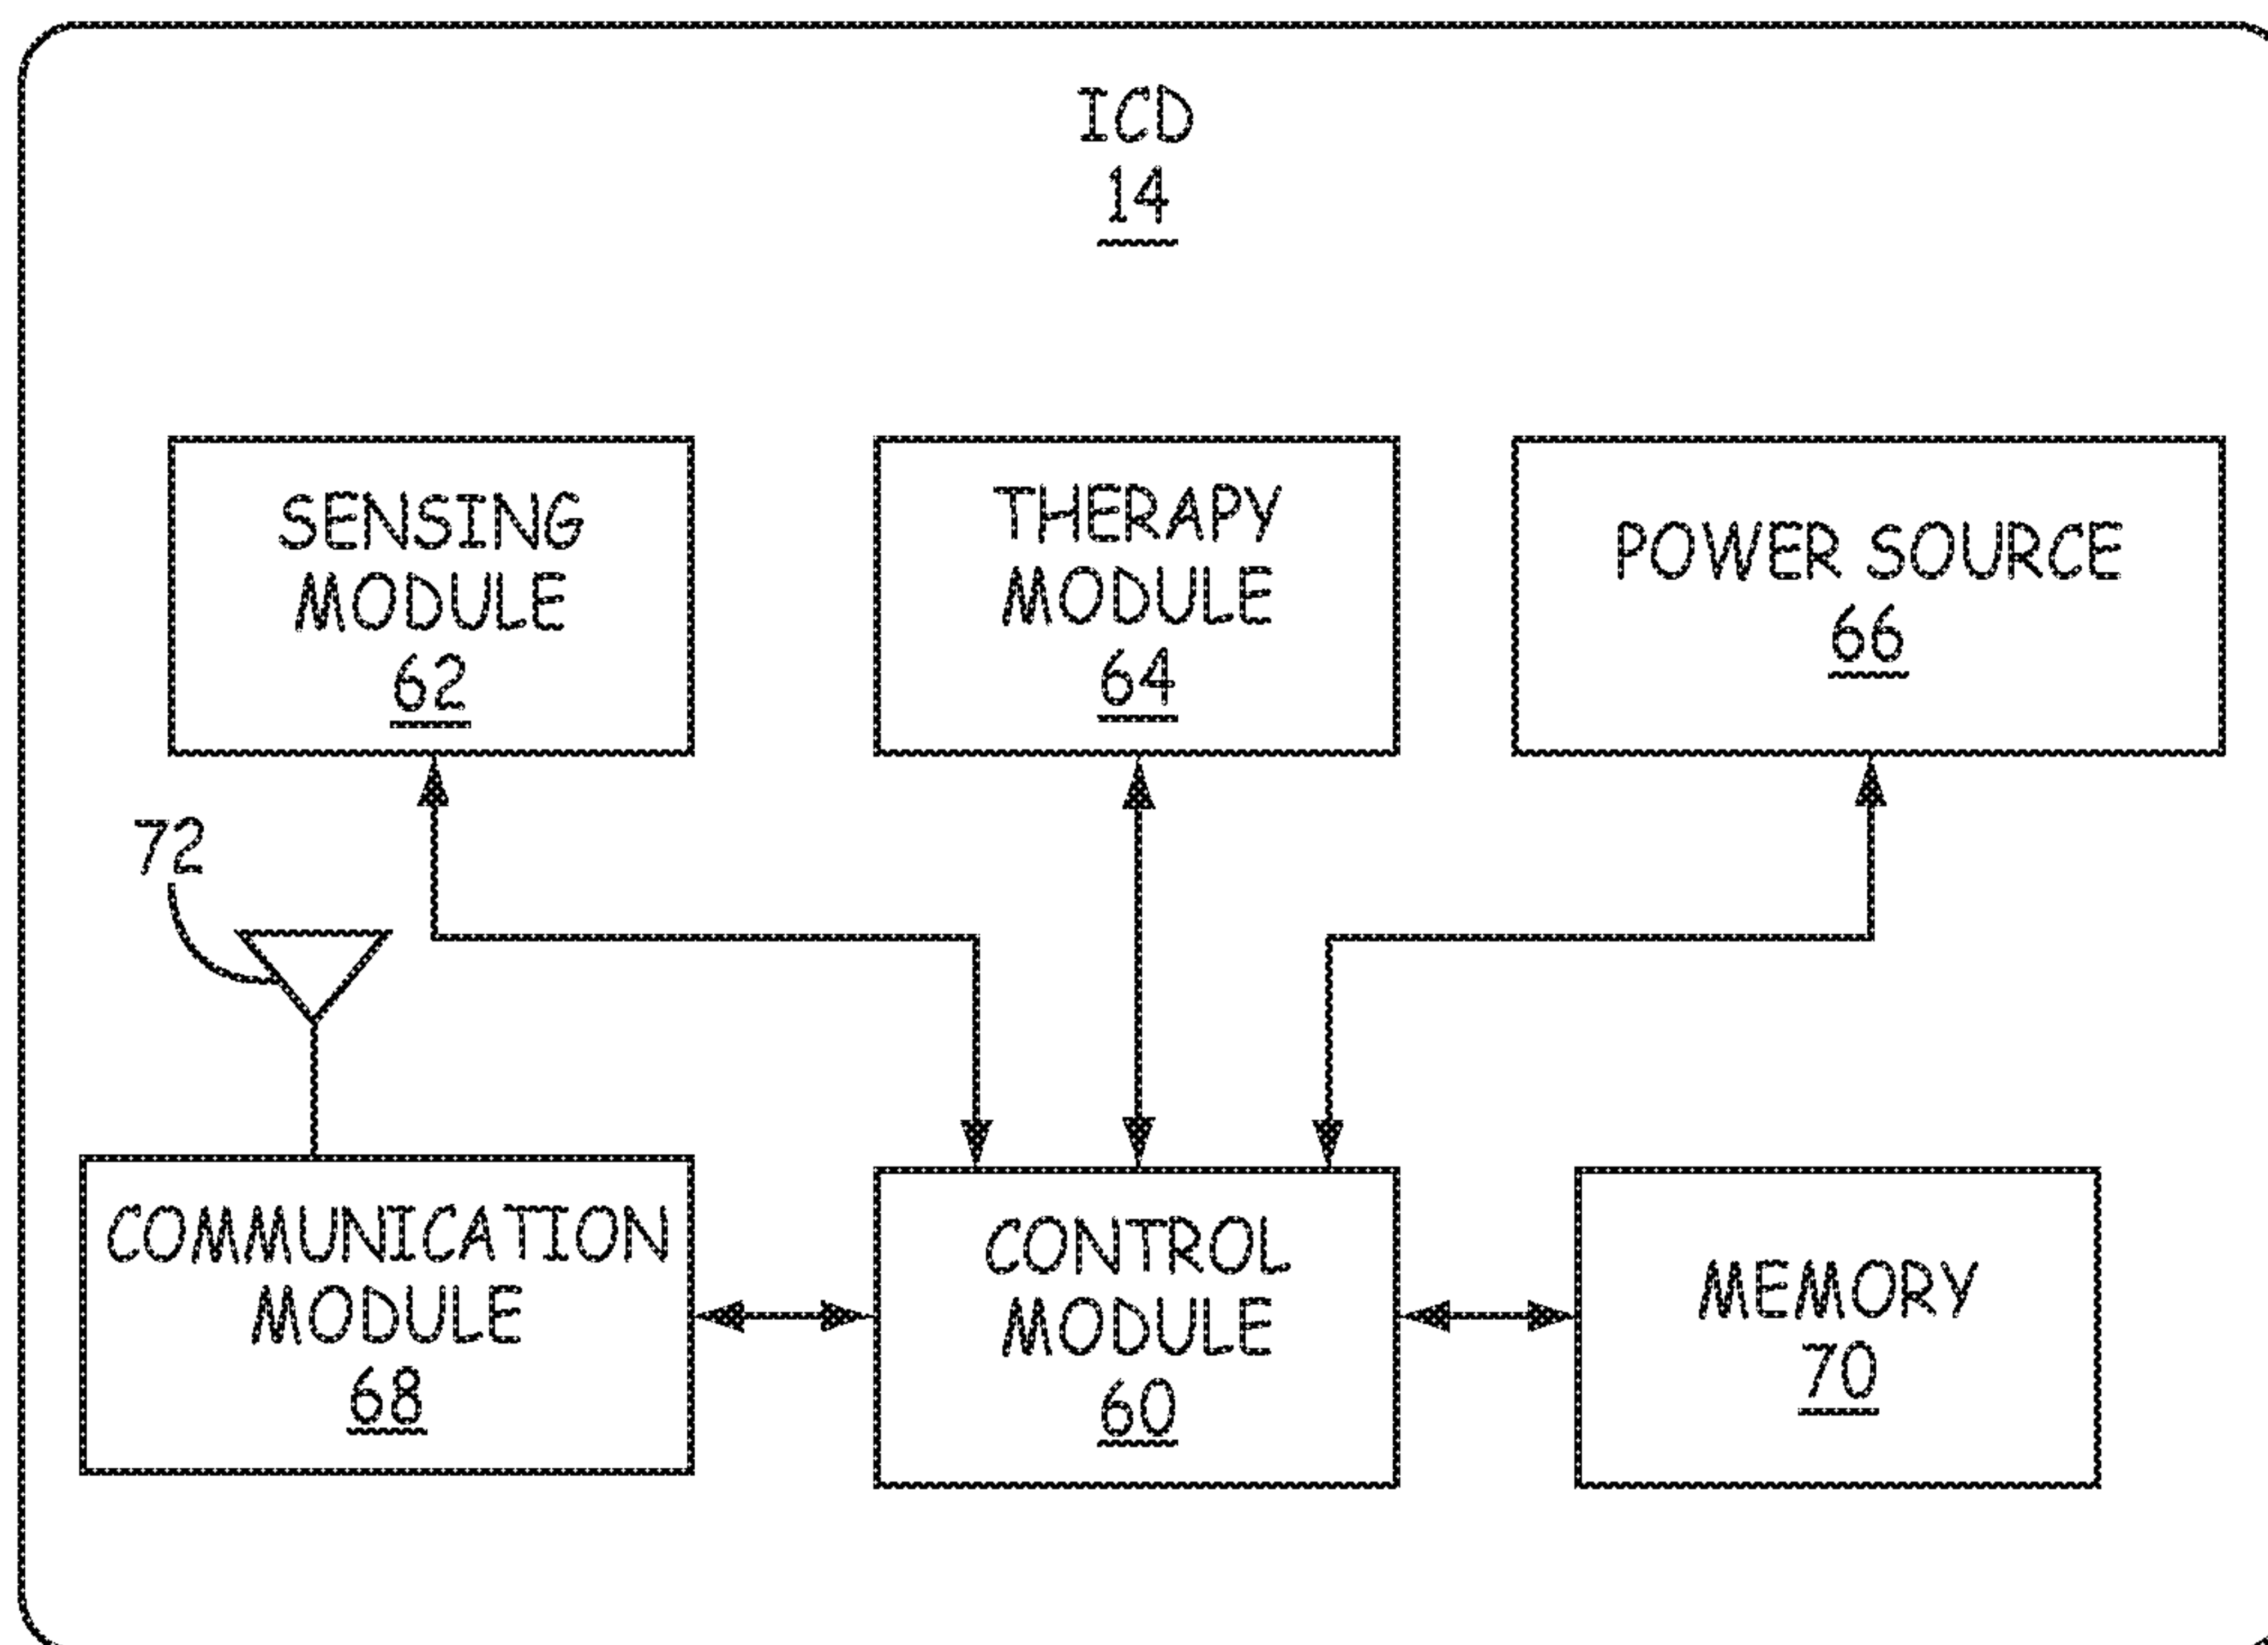 ICD
14
SENSING
MODULE
62
THERAPY
MODULE
64
POWER SOURCE
66
72
COMMUNICATION
MODULE
68
CONTROL
MODULE
60
MEMORY
70